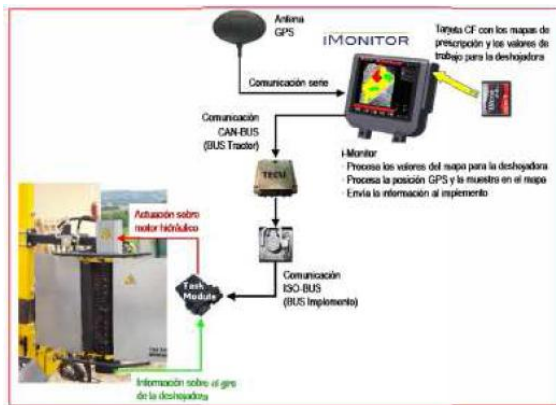 Antena
GPS
iMONITOR
Tarjeta CF con los mapas de
prescripción y los valores de
trabajo para la deshojadora
Comunicación serie
Comunicación
CAN-BUS
(BUS Tractor)
i-Monitor
- Procesa los valores del mapa para la deshojadora
- Procesa la posición GPS y la muestra en el mapa
- Envía la información al implemento
TECU
Actuación sobre
motor hidráulico
Comunicación
ISO-BUS
(BUS Implemento)
Task
Module
Información sobre el giro
de la deshojadora